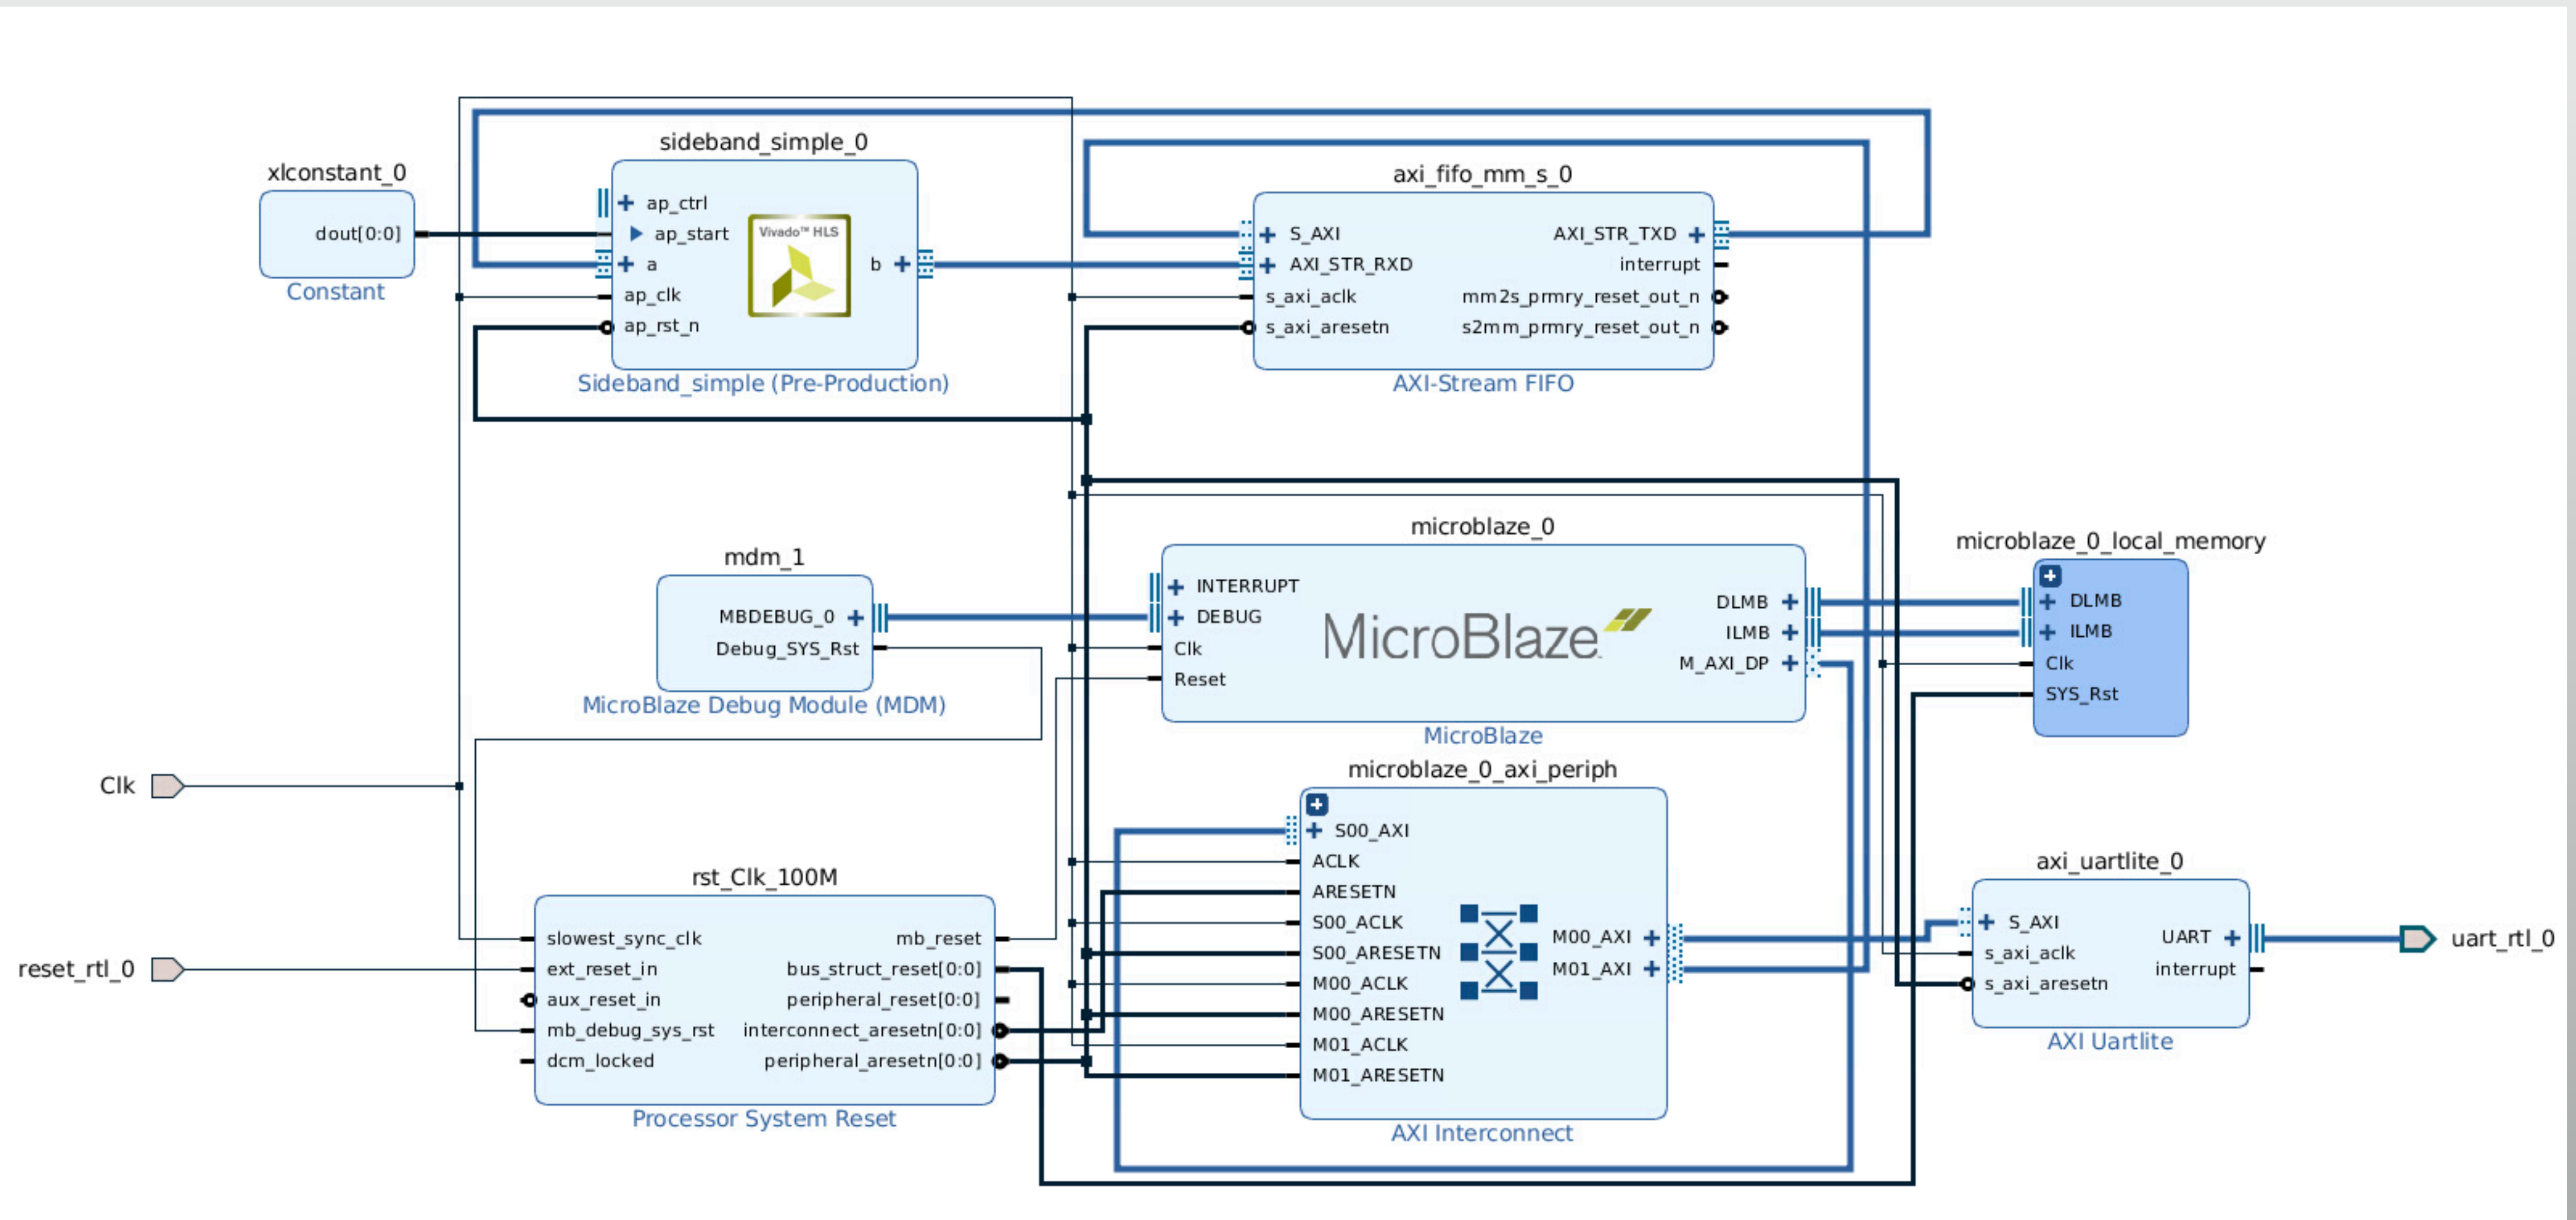 xlconstant_0
dout[0:0]
Constant
sideband_simple_0
ap_ctrl
ap_start
a
ap_clk
ap_rst_n
Vivado™ HLS
b
Sideband_simple (Pre-Production)
axi_fifo_mm_s_0
S_AXI
AXI_STR_RXD
s_axi_aclk
s_axi_aresetn
AXI_STR_TXD
interrupt
mm2s_prmry_reset_out_n
s2mm_prmry_reset_out_n
AXI-Stream FIFO
mdm_1
MBDEBUG_0
Debug_SYS_Rst
MicroBlaze Debug Module (MDM)
microblaze_0
INTERRUPT
DEBUG
Clk
Reset
MicroBlaze
DLMB
ILMB
M_AXI_DP
MicroBlaze
microblaze_0_local_memory
DLMB
ILMB
Clk
SYS_Rst
Clk
reset_rtl_0
rst_Clk_100M
slowest_sync_clk
ext_reset_in
aux_reset_in
mb_debug_sys_rst
dcm_locked
mb_reset
bus_struct_reset[0:0]
peripheral_reset[0:0]
interconnect_aresetn[0:0]
peripheral_aresetn[0:0]
Processor System Reset
microblaze_0_axi_periph
S00_AXI
ACLK
ARESETN
S00_ACLK
S00_ARESETN
M00_ACLK
M00_ARESETN
M01_ACLK
M01_ARESETN
M00_AXI
M01_AXI
AXI Interconnect
axi_uartlite_0
S_AXI
s_axi_aclk
s_axi_aresetn
UART
interrupt
AXI Uartlite
uart_rtl_0